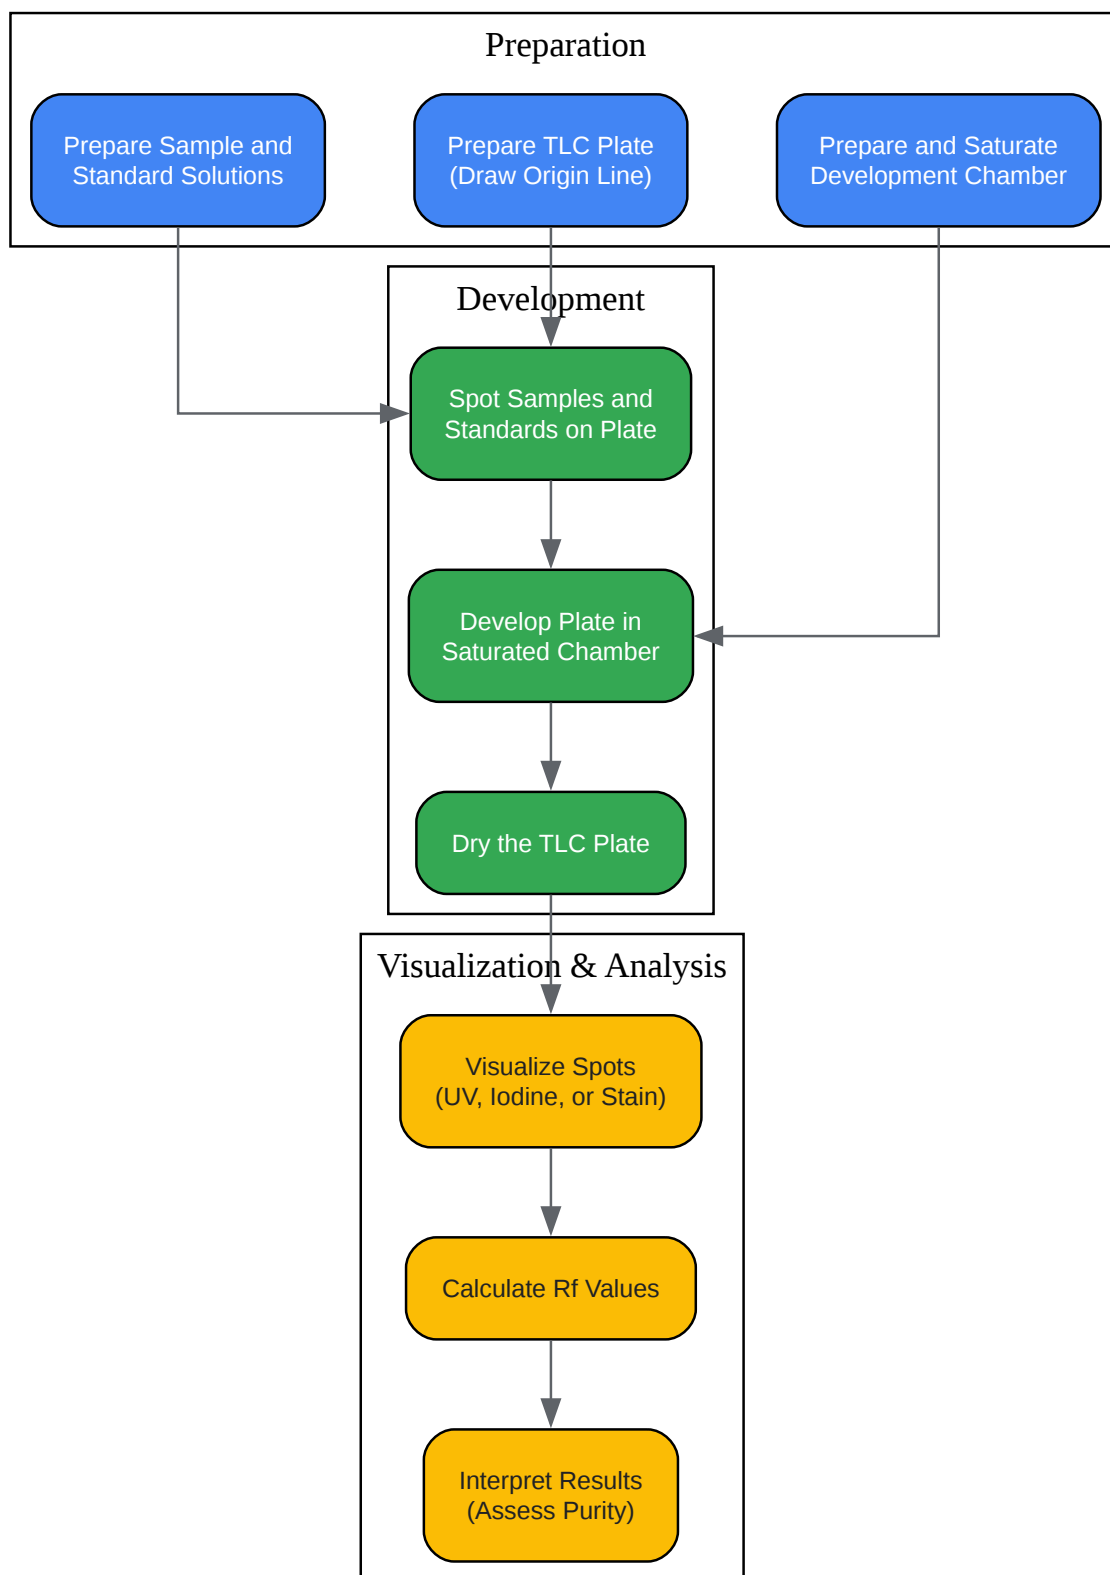 Preparation
Prepare Sample and
Standard Solutions
Prepare TLC Plate
(Draw Origin Line)
Prepare and Saturate
Development Chamber
Development
Spot Samples and
Standards on Plate
Develop Plate in
Saturated Chamber
Dry the TLC Plate
Visualization & Analysis
Visualize Spots
(UV, Iodine, or Stain)
Calculate Rf Values
Interpret Results
(Assess Purity)